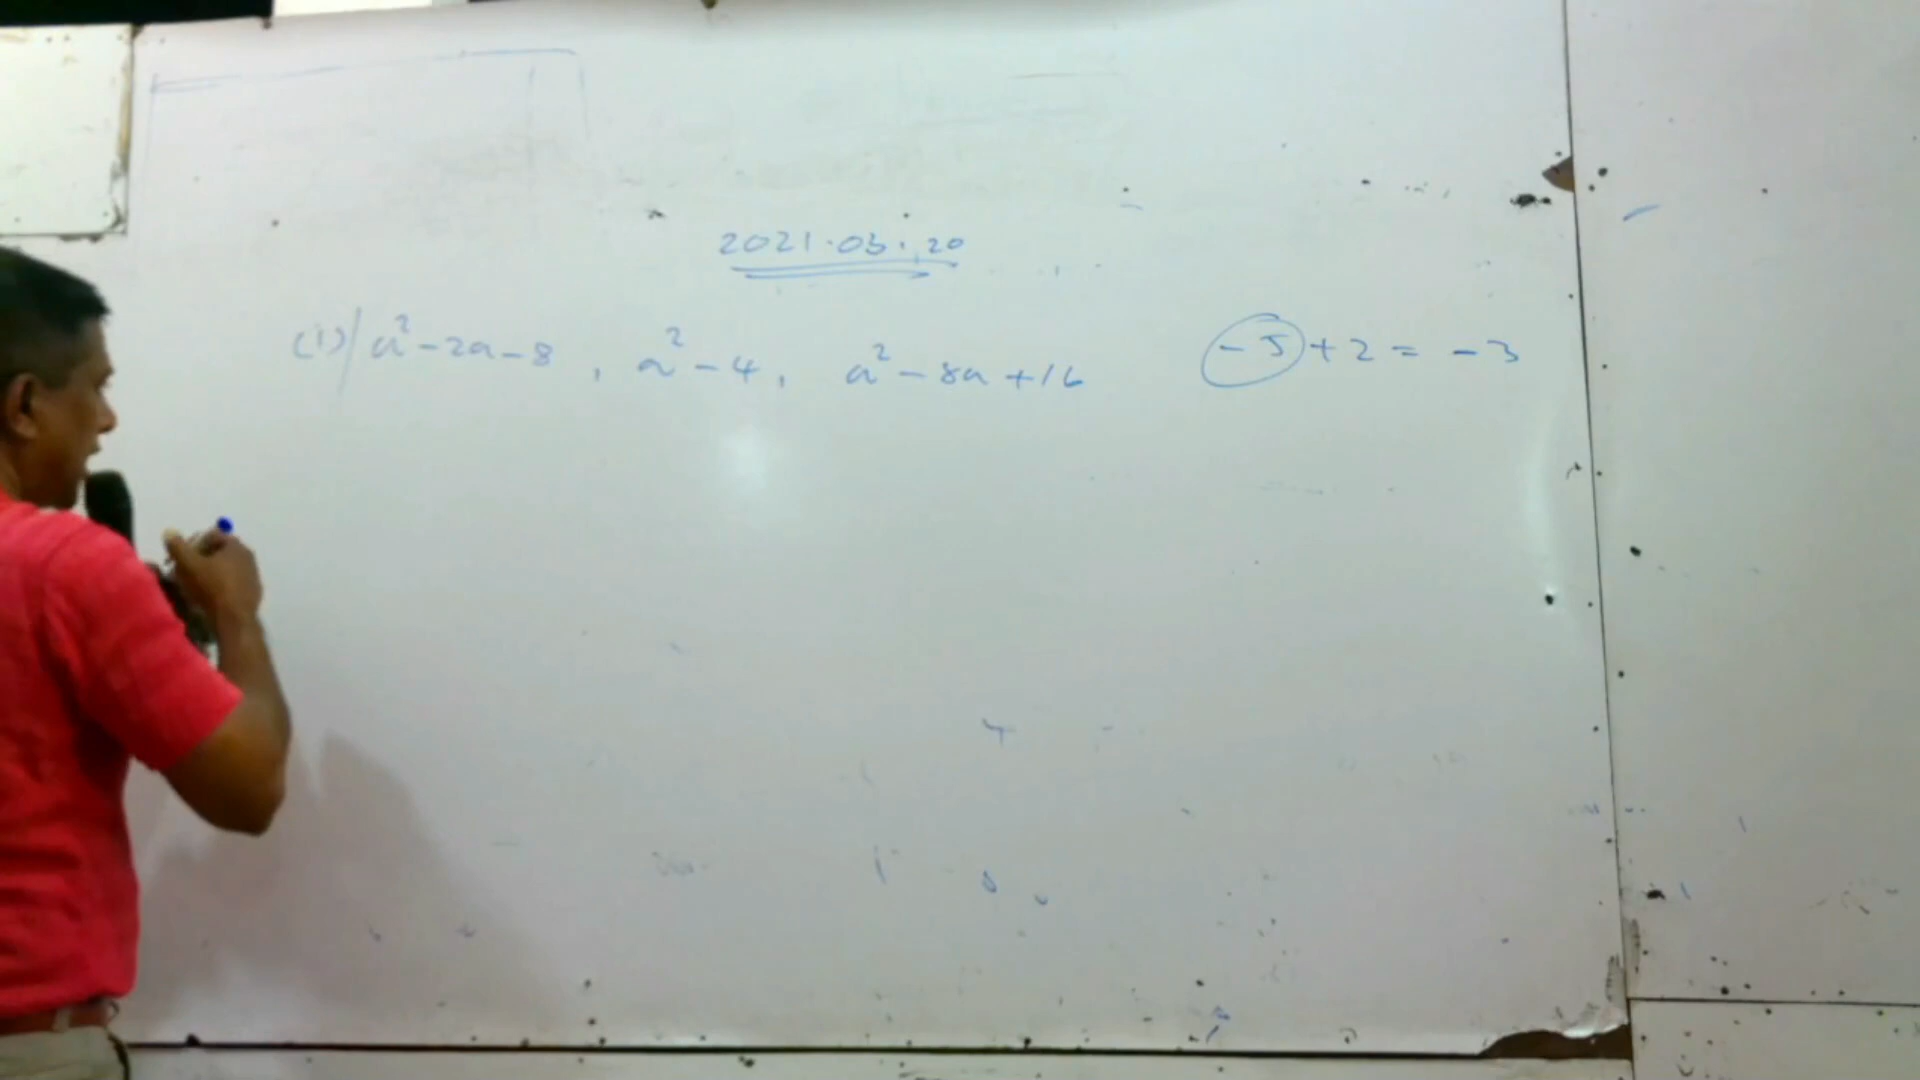 2021.03.20
(1) a² - 2a - 8 , a² - 4 , a² - 8a + 16
-5 + 2 = -3